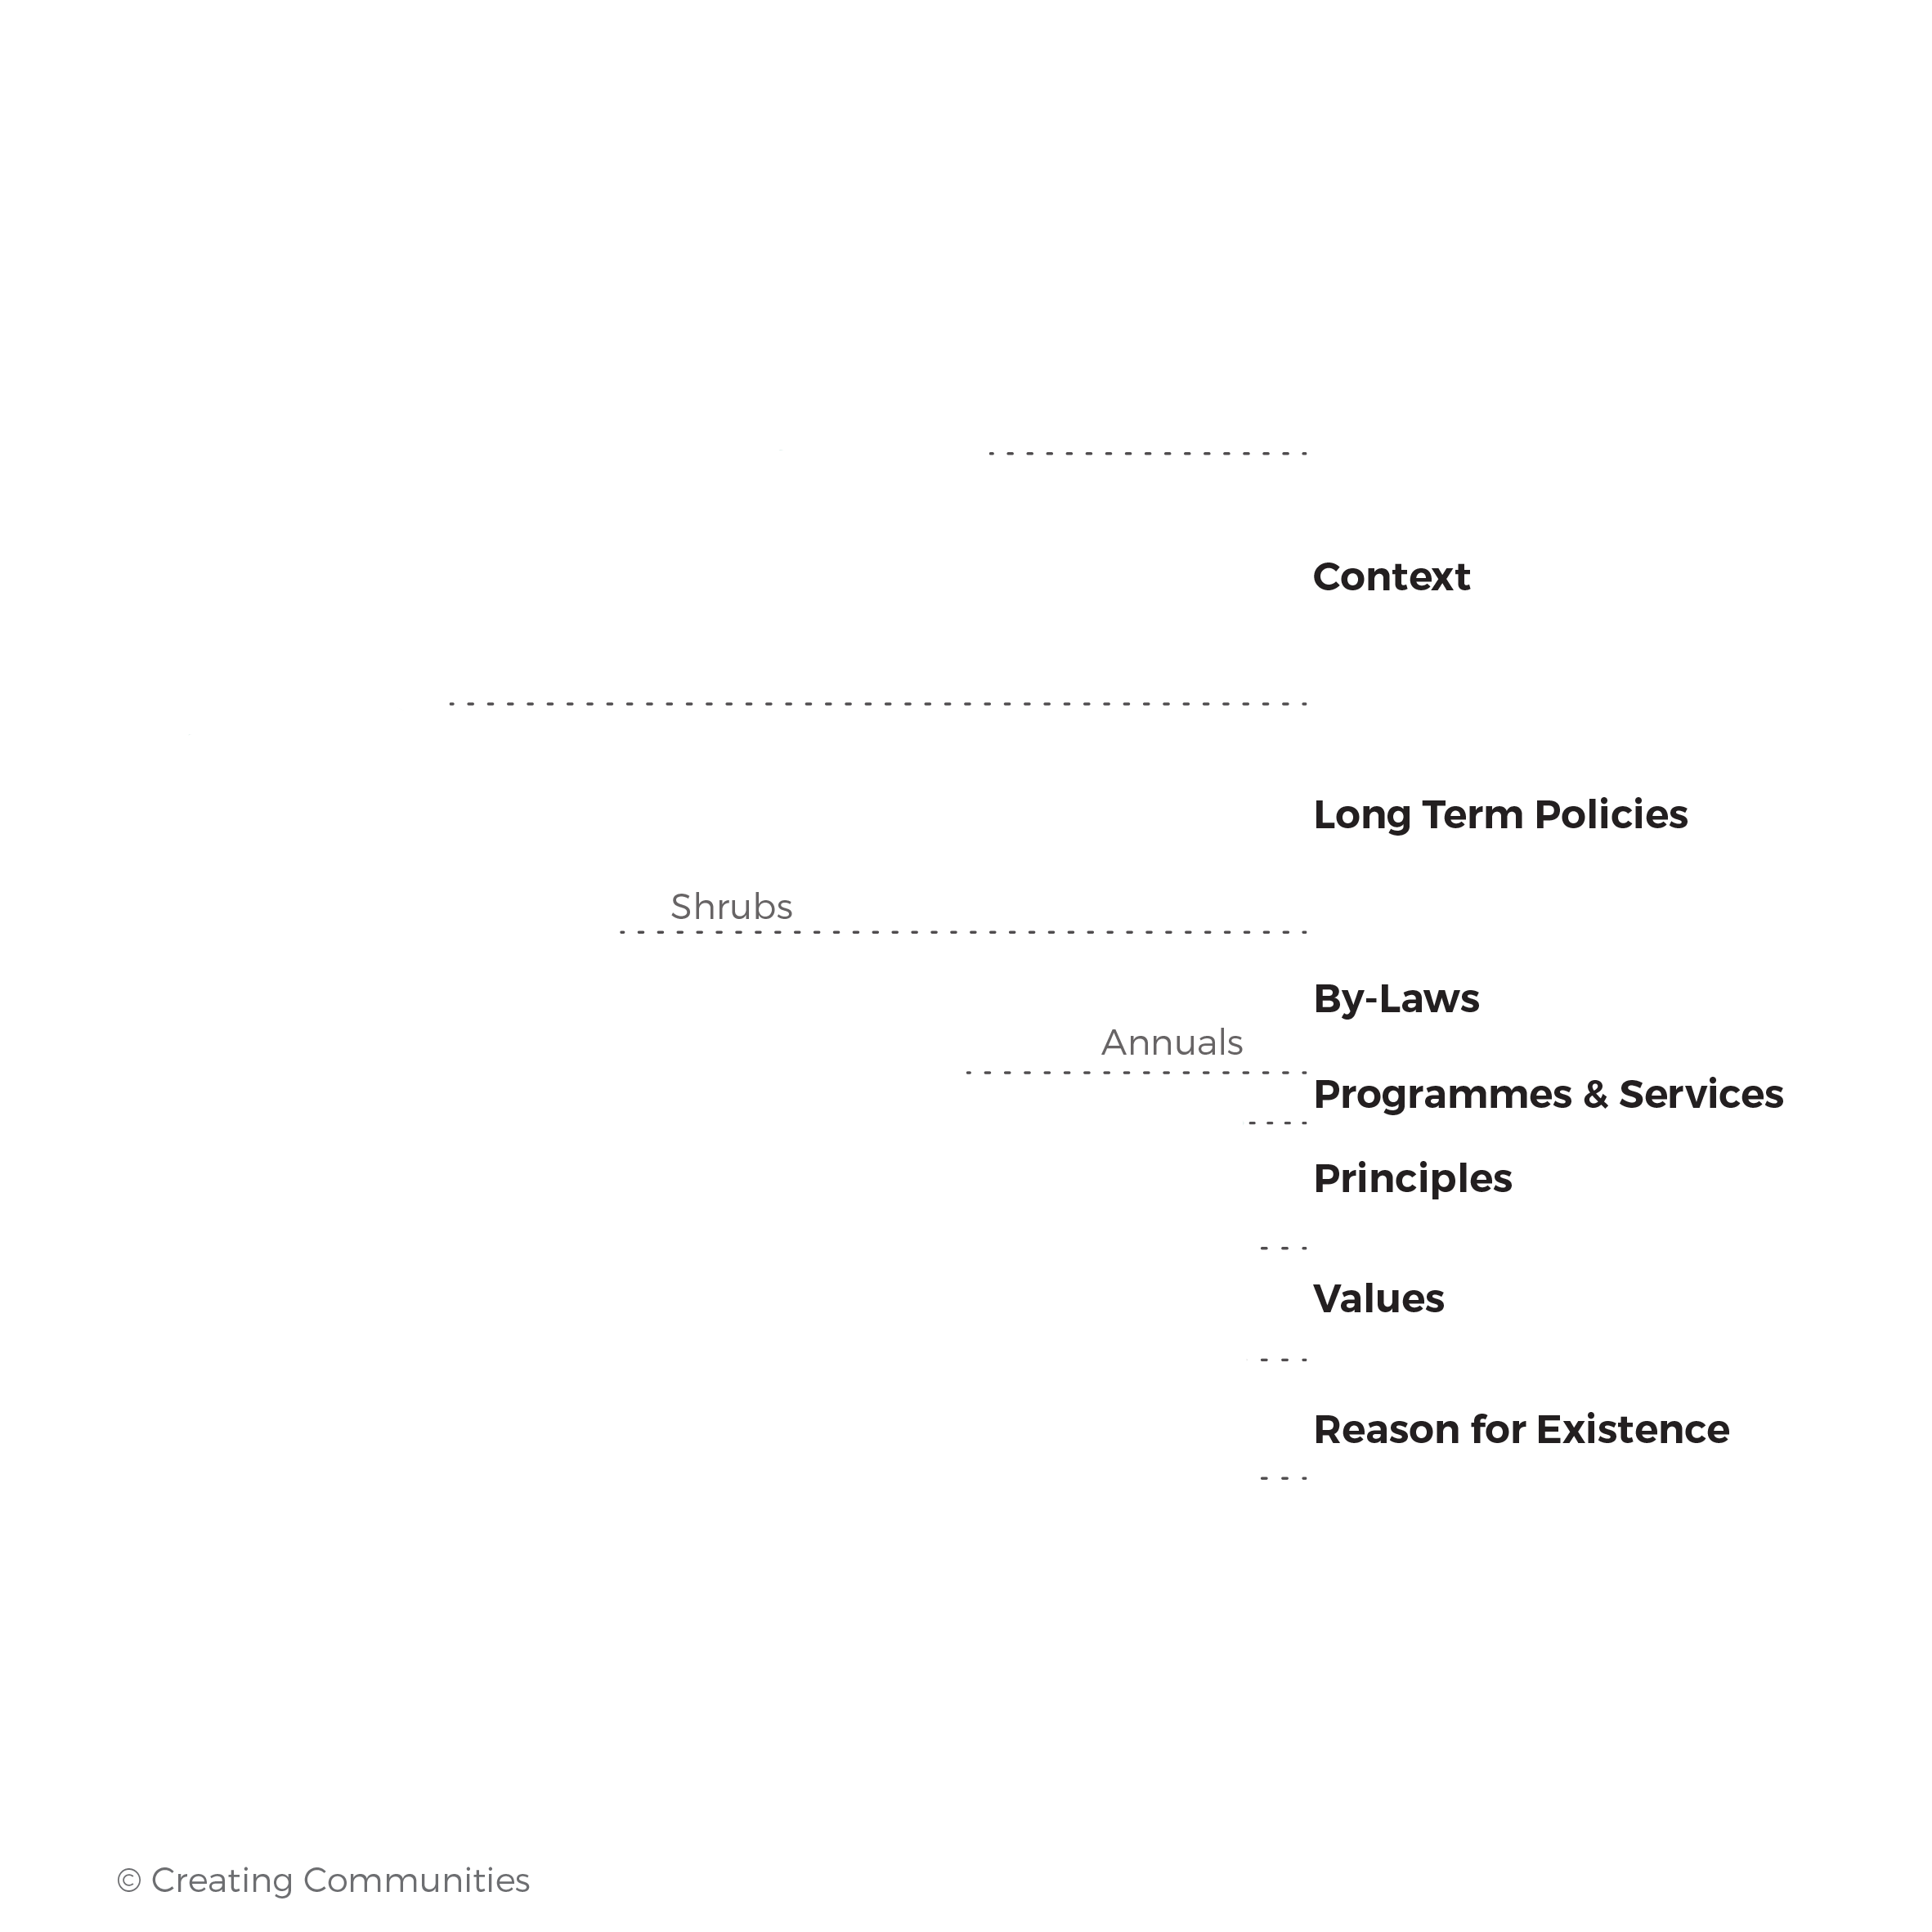 Context
Long Term Policies
Shrubs
By-Laws
Annuals
Programmes & Services
Principles
Values
Reason for Existence
© Creating Communities